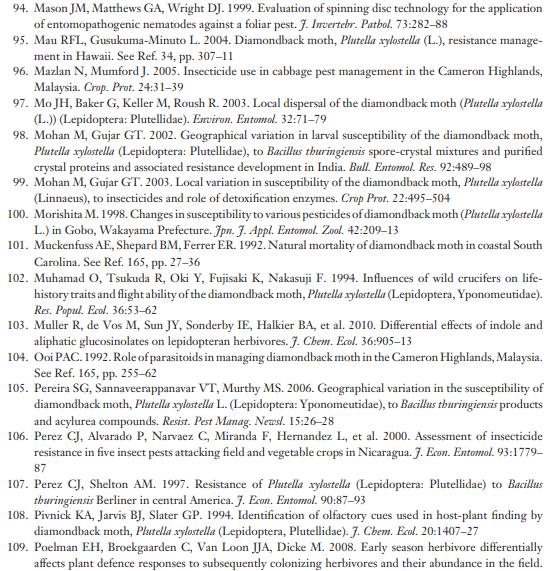 94. Mason JM, Matthews GA, Wright DJ. 1999. Evaluation of spinning disc technology for the application
of entomopathogenic nematodes against a foliar pest. J. Invertebr. Pathol. 73:282–88
95. Mau RFL, Gusukuma-Minuto L. 2004. Diamondback moth, Plutella xylostella (L.), resistance manage-
ment in Hawaii. See Ref. 34, pp. 307–11
96. Mazlan N, Mumford J. 2005. Insecticide use in cabbage pest management in the Cameron Highlands,
Malaysia. Crop. Prot. 24:31–39
97. Mo JH, Baker G, Keller M, Roush R. 2003. Local dispersal of the diamondback moth (Plutella xylostella
(L.)) (Lepidoptera: Plutellidae). Environ. Entomol. 32:71–79
98. Mohan M, Gujar GT. 2002. Geographical variation in larval susceptibility of the diamondback moth,
Plutella xylostella (Lepidoptera: Plutellidae), to Bacillus thuringiensis spore-crystal mixtures and purified
crystal proteins and associated resistance development in India. Bull. Entomol. Res. 92:489–98
99. Mohan M, Gujar GT. 2003. Local variation in susceptibility of the diamondback moth, Plutella xylostella
(Linnaeus), to insecticides and role of detoxification enzymes. Crop Prot. 22:495–504
100. Morishita M. 1998. Changes in susceptibility to various pesticides of diamondback moth (Plutella xylostella
L.) in Gobo, Wakayama Prefecture. Jpn. J. Appl. Entomol. Zool. 42:209–13
101. Muckenfuss AE, Shepard BM, Ferrer ER. 1992. Natural mortality of diamondback moth in coastal South
Carolina. See Ref. 165, pp. 27–36
102. Muhamad O, Tsukuda R, Oki Y, Fujisaki K, Nakasuji F. 1994. Influences of wild crucifers on life-
history traits and flight ability of the diamondback moth, Plutella xylostella (Lepidoptera, Yponomeutidae).
Res. Popul. Ecol. 36:53–62
103. Muller R, de Vos M, Sun JY, Sonderby IE, Halkier BA, et al. 2010. Differential effects of indole and
aliphatic glucosinolates on lepidopteran herbivores. J. Chem. Ecol. 36:905–13
104. Ooi PAC. 1992. Role of parasitoids in managing diamondback moth in the Cameron Highlands, Malaysia.
See Ref. 165, pp. 255–62
105. Pereira SG, Sannaveerappanavar VT, Murthy MS. 2006. Geographical variation in the susceptibility of
diamondback moth, Plutella xylostella L. (Lepidoptera: Yponomeutidae), to Bacillus thuringiensis products
and acylurea compounds. Resist. Pest Manag. Newsl. 15:26–28
106. Perez CJ, Alvarado P, Narvaez C, Miranda F, Hernandez L, et al. 2000. Assessment of insecticide
resistance in five insect pests attacking field and vegetable crops in Nicaragua. J. Econ. Entomol. 93:1779–
87
107. Perez CJ, Shelton AM. 1997. Resistance of Plutella xylostella (Lepidoptera: Plutellidae) to Bacillus
thuringiensis Berliner in central America. J. Econ. Entomol. 90:87–93
108. Pivnick KA, Jarvis BJ, Slater GP. 1994. Identification of olfactory cues used in host-plant finding by
diamondback moth, Plutella xylostella (Lepidoptera, Plutellidae). J. Chem. Ecol. 20:1407–27
109. Poelman EH, Broekgaarden C, Van Loon JJA, Dicke M. 2008. Early season herbivore differentially
affects plant defence responses to subsequently colonizing herbivores and their abundance in the field.